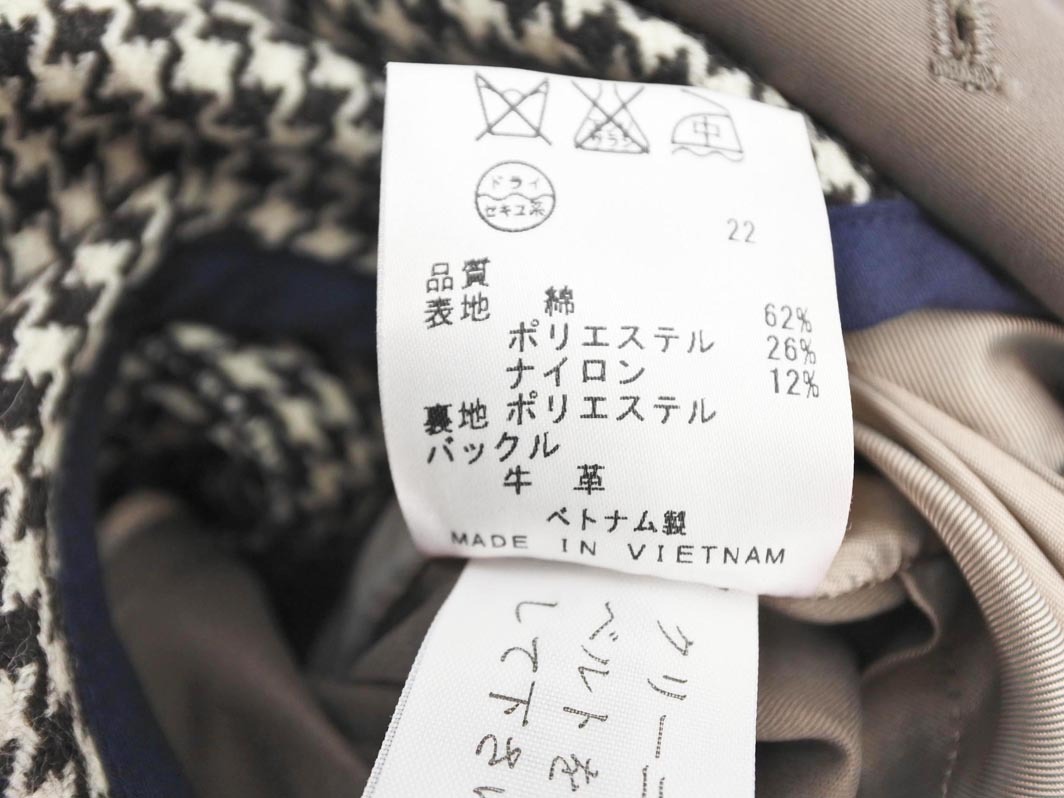 中
ドライ
セキユ系
22
品質
表地 綿 62%
ポリエステル 26%
ナイロン 12%
裏地 ポリエステル
バックル
牛革
ベトナム製
MADE IN VIETNAM
クリーニ
ベルトを
して下さい